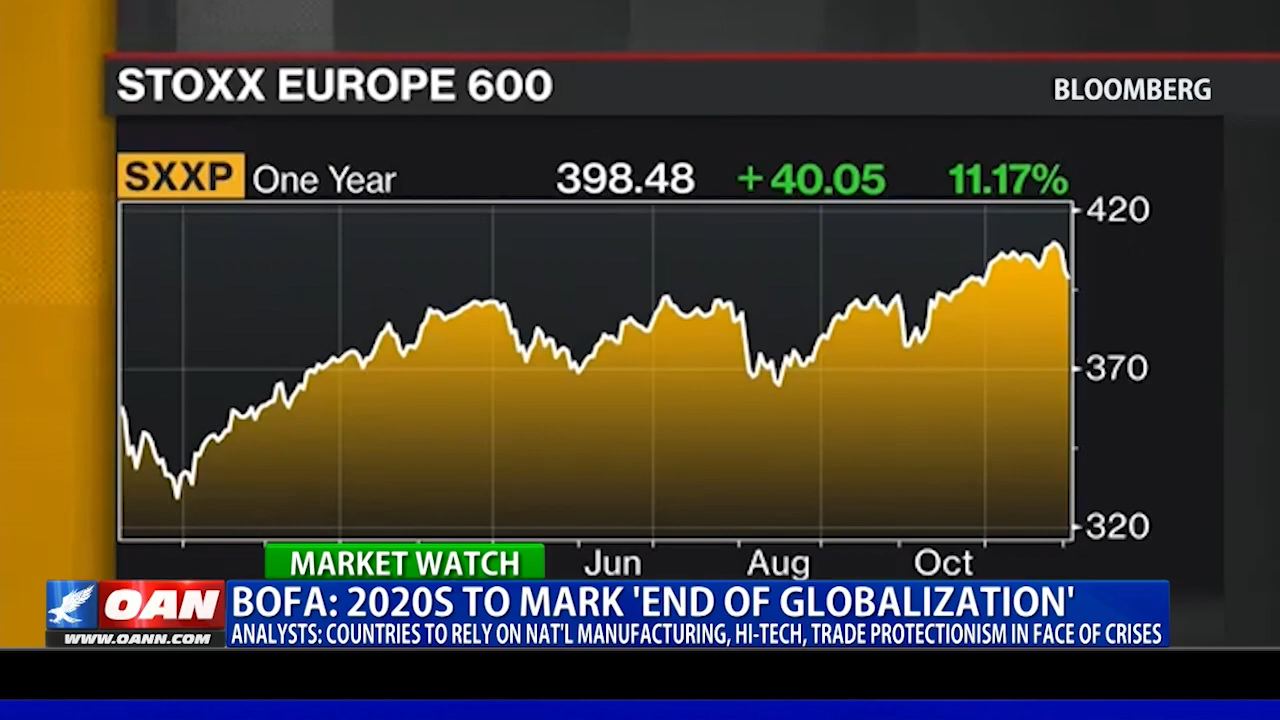 STOXX EUROPE 600
BLOOMBERG
SXXP One Year 398.48 +40.05 11.17%
420
370
320
Jun Aug Oct
MARKET WATCH
OAN
WWW.OANN.COM
BOFA: 2020S TO MARK 'END OF GLOBALIZATION'
ANALYSTS: COUNTRIES TO RELY ON NAT'L MANUFACTURING, HI-TECH, TRADE PROTECTIONISM IN FACE OF CRISES